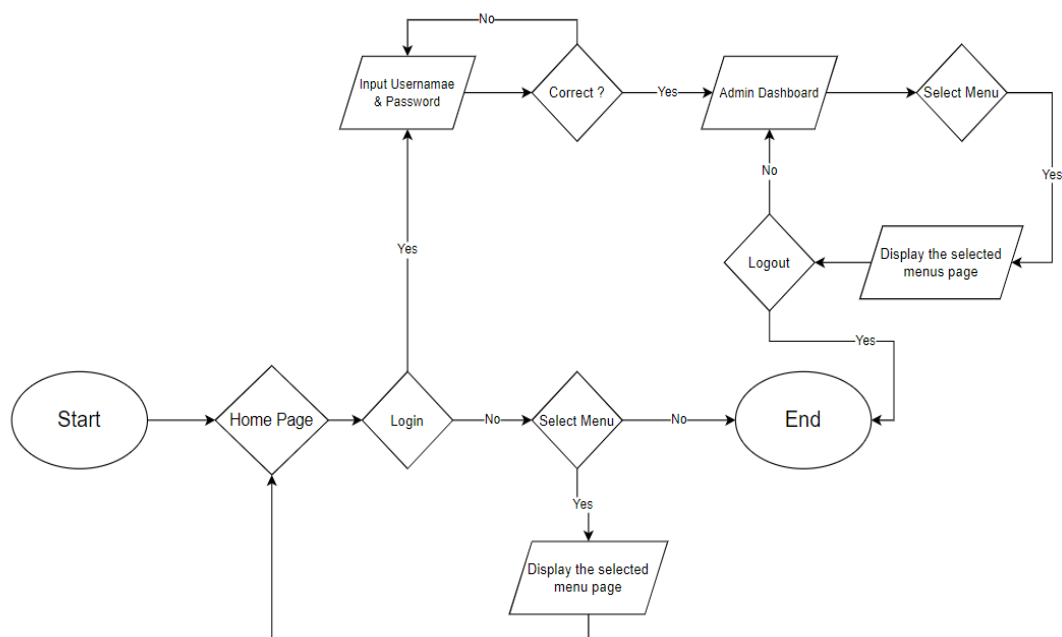 No
Input Usernamae
& Password
Correct ?
Yes
Admin Dashboard
Select Menu
Yes
No
Yes
Logout
Display the selected
menus page
Yes
Start
Home Page
Login
No
Select Menu
No
End
Yes
Display the selected
menu page